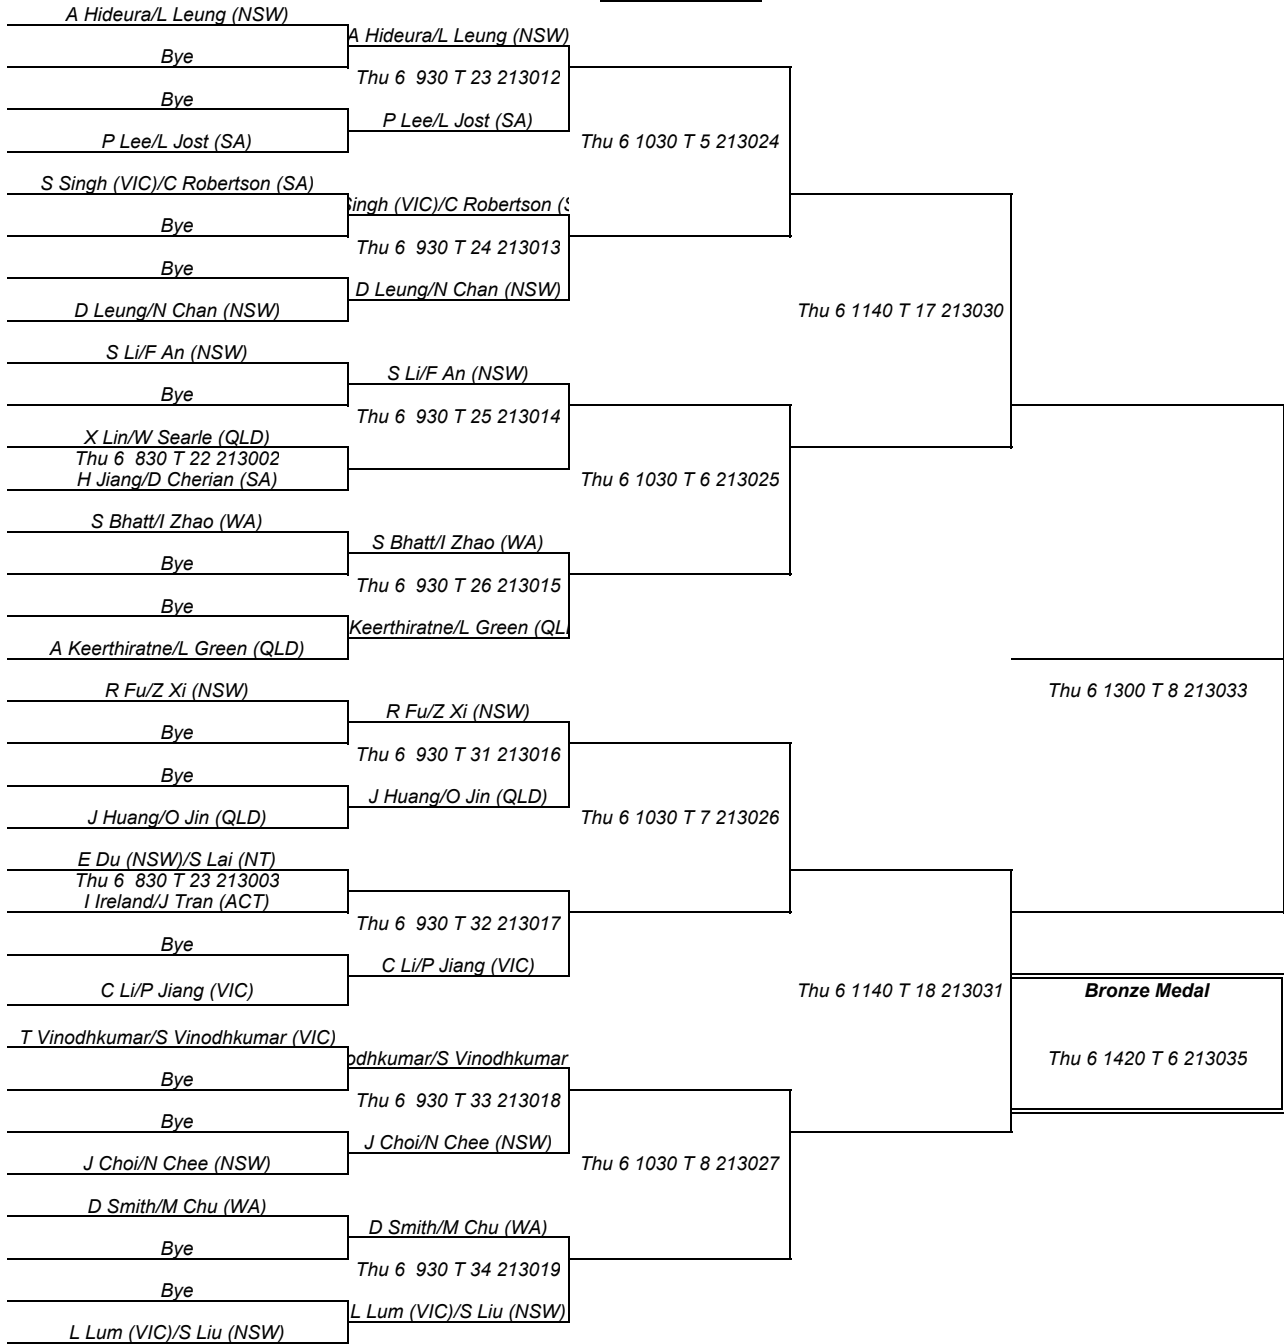 A Hideura/L Leung (NSW)
A Hideura/L Leung (NSW)
Bye
Thu 6 930 T 23 213012
Bye
P Lee/L Jost (SA)
P Lee/L Jost (SA)
Thu 6 1030 T 5 213024
S Singh (VIC)/C Robertson (SA)
Singh (VIC)/C Robertson (S
Bye
Thu 6 930 T 24 213013
Bye
D Leung/N Chan (NSW)
D Leung/N Chan (NSW)
Thu 6 1140 T 17 213030
S Li/F An (NSW)
S Li/F An (NSW)
Bye
Thu 6 930 T 25 213014
X Lin/W Searle (QLD)
Thu 6 830 T 22 213002
H Jiang/D Cherian (SA)
Thu 6 1030 T 6 213025
S Bhatt/I Zhao (WA)
S Bhatt/I Zhao (WA)
Bye
Thu 6 930 T 26 213015
Bye
Keerthiratne/L Green (QL
A Keerthiratne/L Green (QLD)
R Fu/Z Xi (NSW)
Thu 6 1300 T 8 213033
R Fu/Z Xi (NSW)
Bye
Thu 6 930 T 31 213016
Bye
J Huang/O Jin (QLD)
J Huang/O Jin (QLD)
Thu 6 1030 T 7 213026
E Du (NSW)/S Lai (NT)
Thu 6 830 T 23 213003
I Ireland/J Tran (ACT)
Thu 6 930 T 32 213017
Bye
C Li/P Jiang (VIC)
C Li/P Jiang (VIC)
Thu 6 1140 T 18 213031
Bronze Medal
T Vinodhkumar/S Vinodhkumar (VIC)
odhkumar/S Vinodhkumar
Thu 6 1420 T 6 213035
Bye
Thu 6 930 T 33 213018
Bye
J Choi/N Chee (NSW)
J Choi/N Chee (NSW)
Thu 6 1030 T 8 213027
D Smith/M Chu (WA)
D Smith/M Chu (WA)
Bye
Thu 6 930 T 34 213019
Bye
L Lum (VIC)/S Liu (NSW)
L Lum (VIC)/S Liu (NSW)